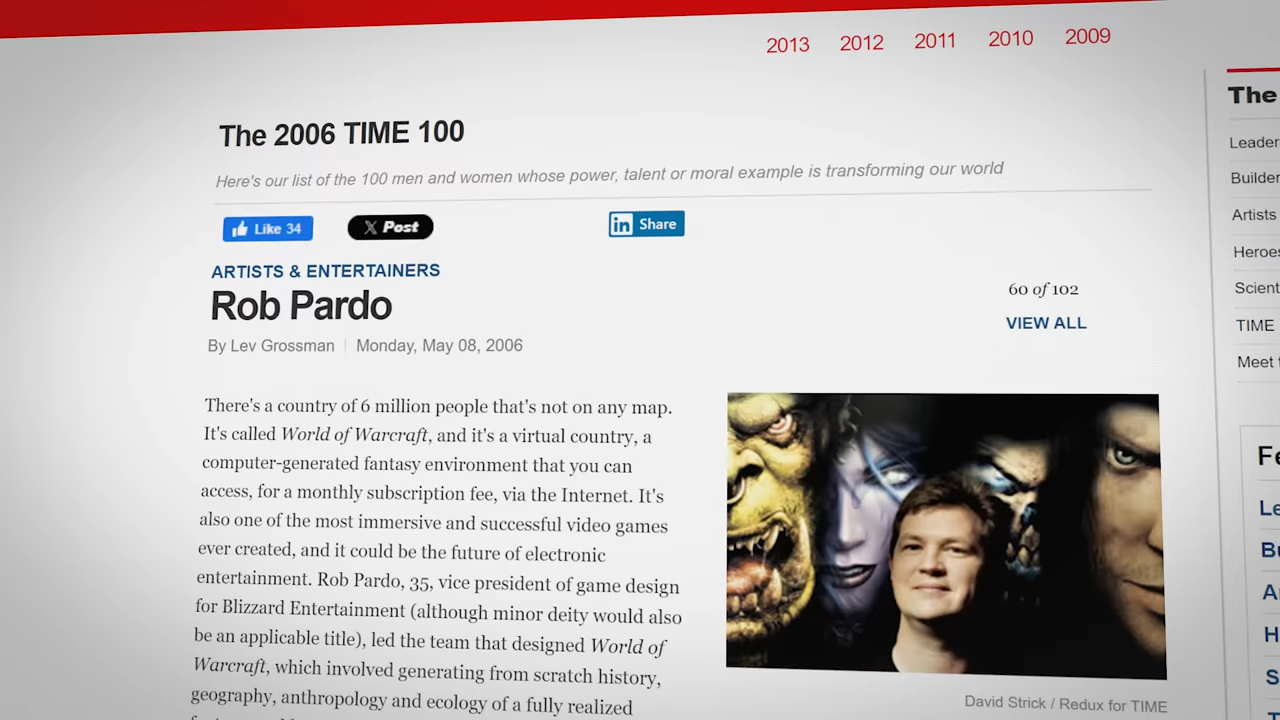 2013 2012 2011 2010 2009
The 2006 TIME 100
Here's our list of the 100 men and women whose power, talent or moral example is transforming our world
Like 34
Post
in Share
ARTISTS & ENTERTAINERS
Rob Pardo
By Lev Grossman | Monday, May 08, 2006
60 of 102
VIEW ALL
There's a country of 6 million people that's not on any map.
It's called World of Warcraft, and it's a virtual country, a
computer-generated fantasy environment that you can
access, for a monthly subscription fee, via the Internet. It's
also one of the most immersive and successful video games
ever created, and it could be the future of electronic
entertainment. Rob Pardo, 35, vice president of game design
for Blizzard Entertainment (although minor deity would also
be an applicable title), led the team that designed World of
Warcraft, which involved generating from scratch history,
geography, anthropology and ecology of a fully realized
David Strick / Redux for TIME
The
Leader
Builder
Artists
Heroes
Scient
TIME
Meet t
Fe
Le
Bu
A
H
S